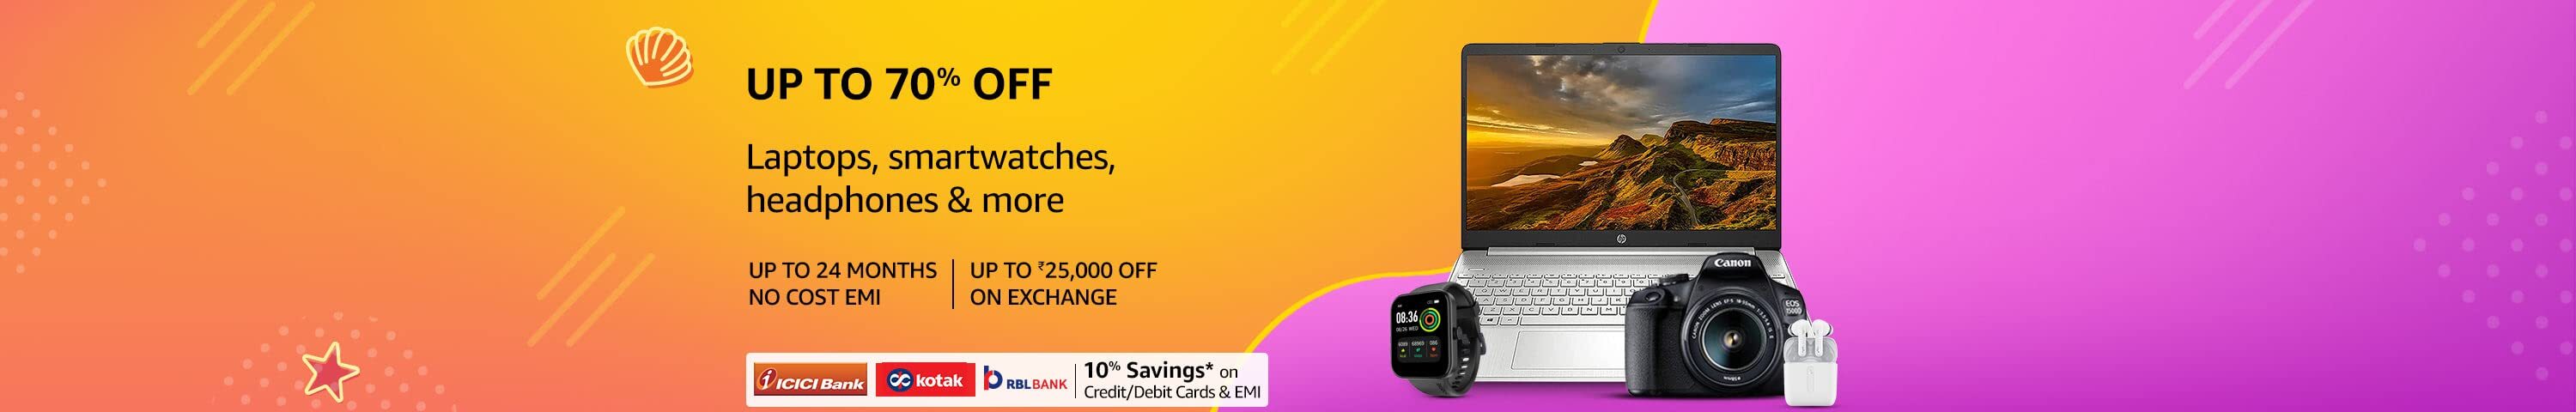 UP TO 70% OFF
Laptops, smartwatches,
headphones & more
UP TO 24 MONTHS
NO COST EMI
UP TO ₹25,000 OFF
ON EXCHANGE
ICICI Bank
kotak
RBL BANK
10% Savings* on
Credit/Debit Cards & EMI
hp
08:36
Canon
EOS
1500D